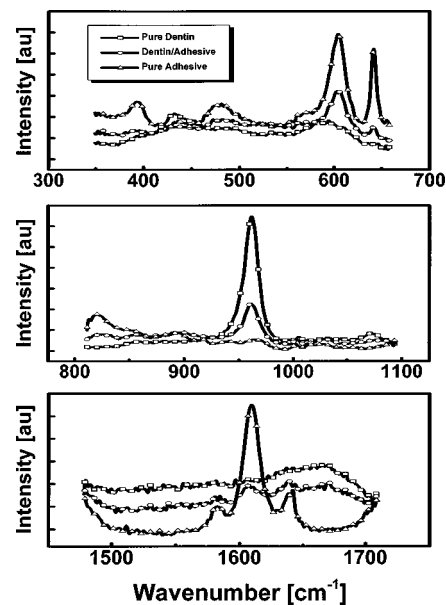 Pure Dentin
Dentin/Adhesive
Pure Adhesive
Intensity [au]
300 400 500 600 700
Intensity [au]
800 900 1000 1100
Intensity [au]
1500 1600 1700
Wavenumber [cm⁻¹]